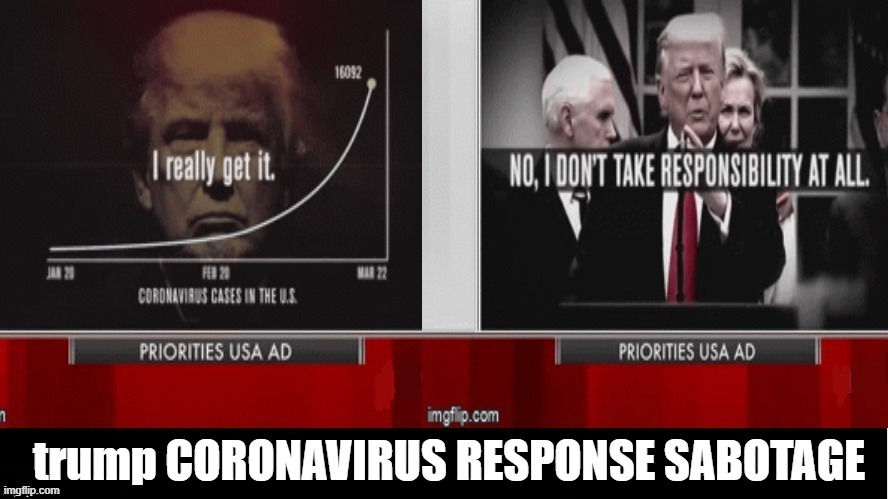 16092
I really get it.
JAN 20 FEB 20 MAR 22
CORONAVIRUS CASES IN THE U.S.
NO, I DON'T TAKE RESPONSIBILITY AT ALL.
PRIORITIES USA AD
PRIORITIES USA AD
m
imgflip.com
trump CORONAVIRUS RESPONSE SABOTAGE
imgflip.com